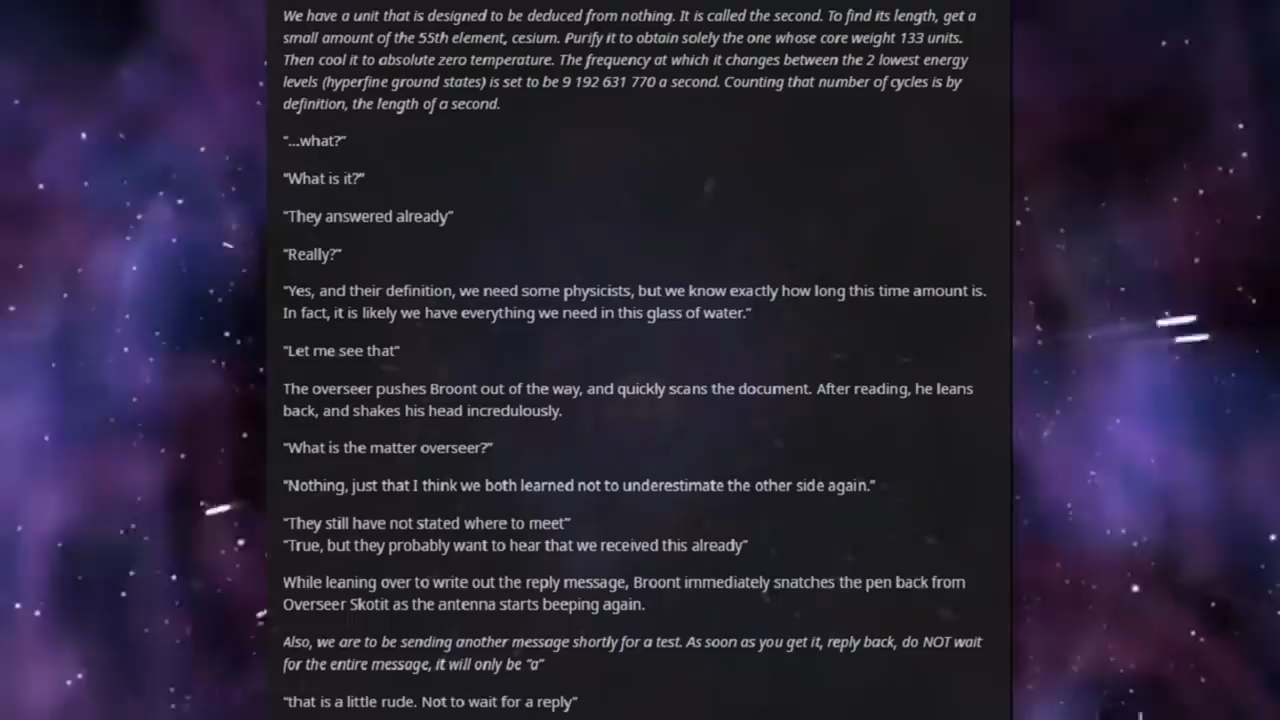 We have a unit that is designed to be deduced from nothing. It is called the second. To find its length, get a
small amount of the 55th element, cesium. Purify it to obtain solely the one whose core weight 133 units.
Then cool it to absolute zero temperature. The frequency at which it changes between the 2 lowest energy
levels (hyperfine ground states) is set to be 9 192 631 770 a second. Counting that number of cycles is by
definition, the length of a second.
“...what?”
“What is it?”
“They answered already”
“Really?”
“Yes, and their definition, we need some physicists, but we know exactly how long this time amount is.
In fact, it is likely we have everything we need in this glass of water.”
“Let me see that”
The overseer pushes Broont out of the way, and quickly scans the document. After reading, he leans
back, and shakes his head incredulously.
“What is the matter overseer?”
“Nothing, just that I think we both learned not to underestimate the other side again.”
“They still have not stated where to meet”
“True, but they probably want to hear that we received this already”
While leaning over to write out the reply message, Broont immediately snatches the pen back from
Overseer Skotit as the antenna starts beeping again.
Also, we are to be sending another message shortly for a test. As soon as you get it, reply back, do NOT wait
for the entire message, it will only be “a”
“that is a little rude. Not to wait for a reply”